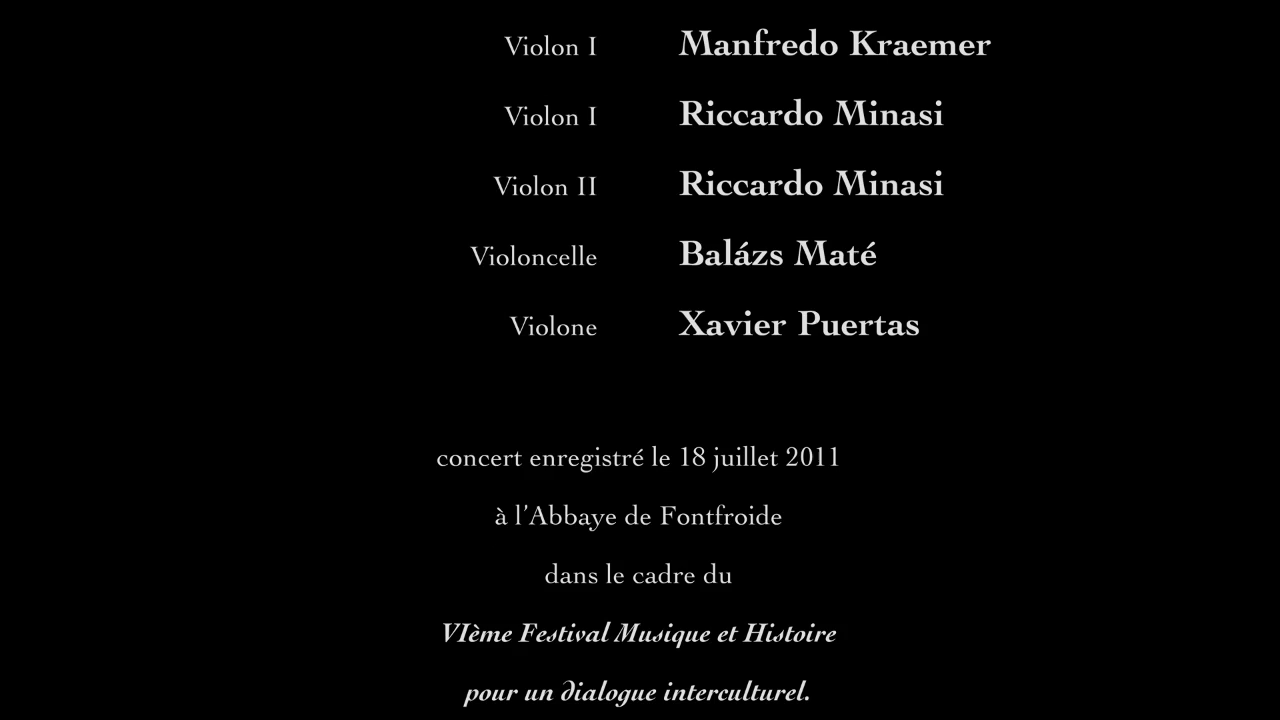 Violon I Manfredo Kraemer
Violon I Riccardo Minasi
Violon II Riccardo Minasi
Violoncelle Balázs Maté
Violone Xavier Puertas
concert enregistré le 18 juillet 2011
à l’Abbaye de Fontfroide
dans le cadre du
VIème Festival Musique et Histoire
pour un dialogue interculturel.